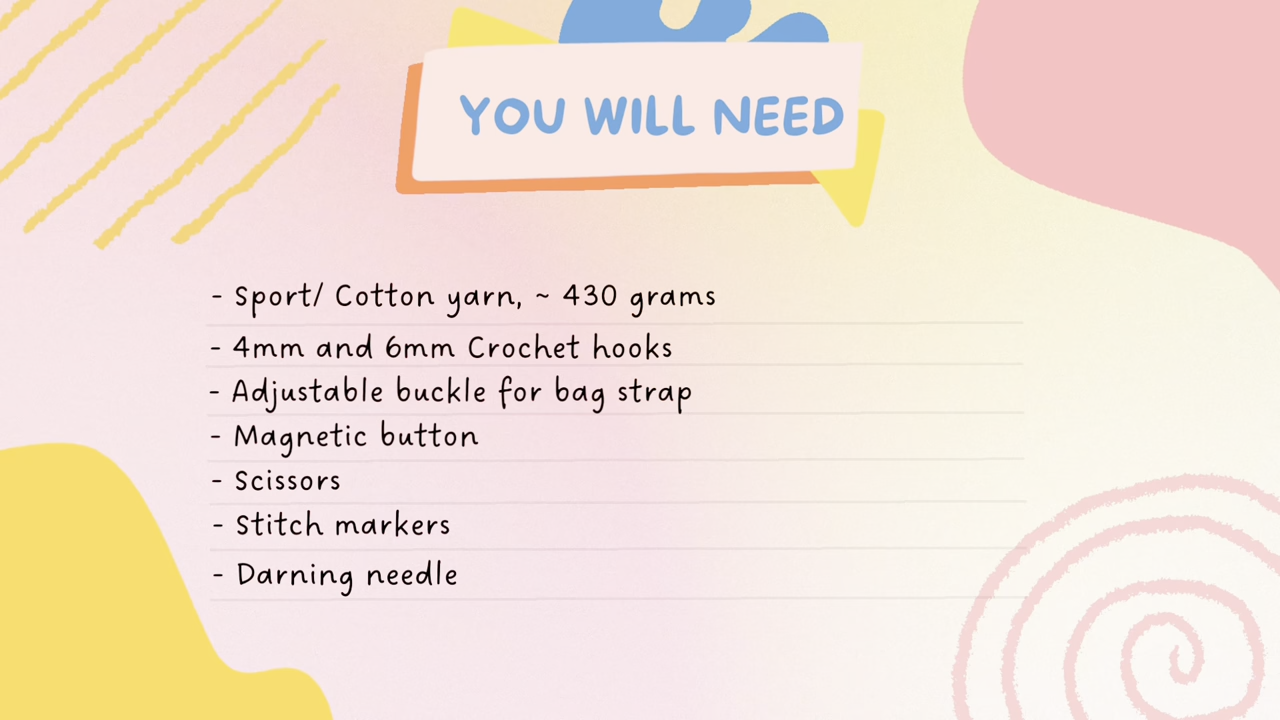 YOU WILL NEED
- Sport/ Cotton yarn, ~ 430 grams
- 4mm and 6mm Crochet hooks
- Adjustable buckle for bag strap
- Magnetic button
- Scissors
- Stitch markers
- Darning needle